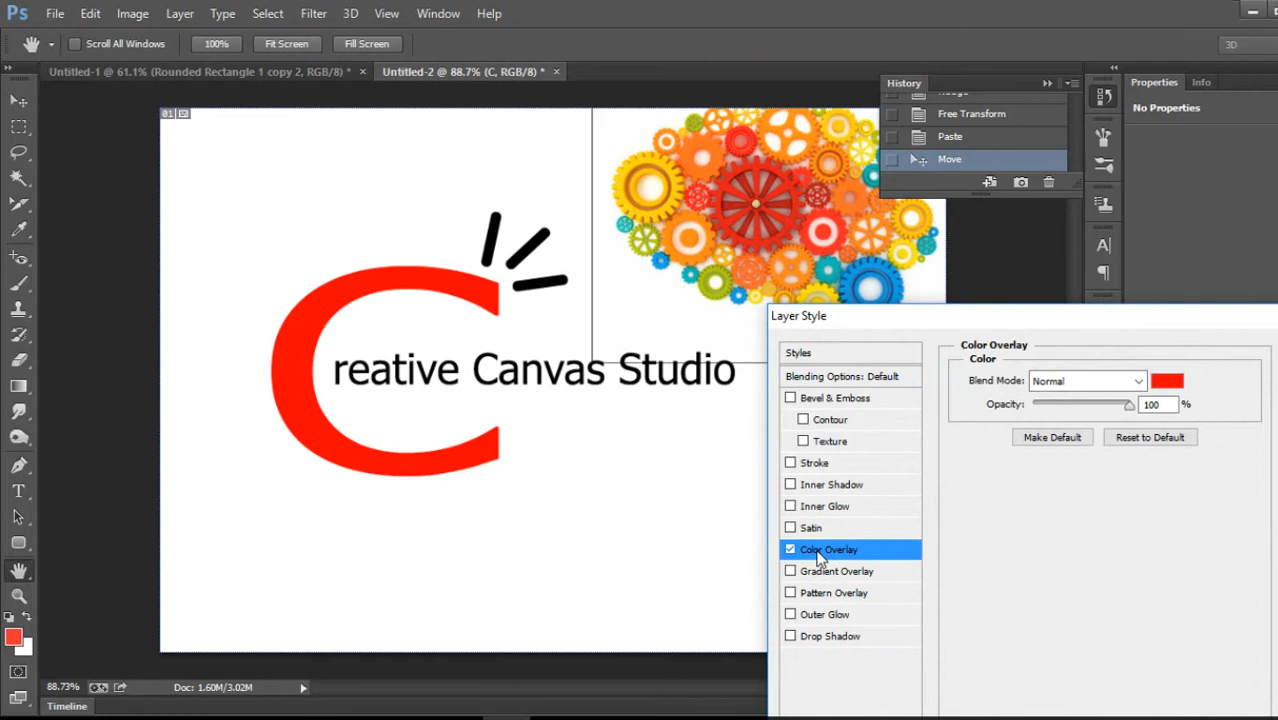 Ps File Edit Image Layer Type Select Filter 3D View Window Help
Scroll All Windows 100% Fit Screen Fill Screen 3D
Untitled-1 @ 61.1% (Rounded Rectangle 1 copy 2, RGB/8) * × Untitled-2 @ 88.7% (C, RGB/8) * ×
History
Properties Info
No Properties
Free Transform
Paste
Move
01
C
reative Canvas Studio
Layer Style
Styles
Blending Options: Default
Bevel & Emboss
Contour
Texture
Stroke
Inner Shadow
Inner Glow
Satin
Color Overlay
Gradient Overlay
Pattern Overlay
Outer Glow
Drop Shadow
Color Overlay
Color
Blend Mode: Normal
Opacity: 100 %
Make Default Reset to Default
88.73% Doc: 1.60M/3.02M
Timeline